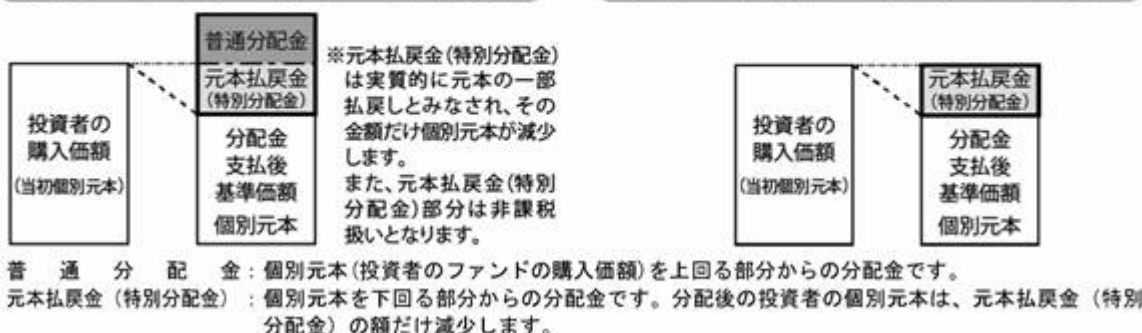 普通分配金
元本払戻金
(特別分配金)
投資者の
購入価額
(当初個別元本)
分配金
支払後
基準価額
個別元本
※元本払戻金(特別分配金)
は実質的に元本の一部
払戻しとみなされ、その
金額だけ個別元本が減少
します。
また、元本払戻金(特別
分配金)部分は非課税
扱いとなります。
投資者の
購入価額
(当初個別元本)
元本払戻金
(特別分配金)
分配金
支払後
基準価額
個別元本
普通分配金:個別元本(投資者のファンドの購入価額)を上回る部分からの分配金です。
元本払戻金(特別分配金):個別元本を下回る部分からの分配金です。分配後の投資者の個別元本は、元本払戻金(特別
分配金)の額だけ減少します。